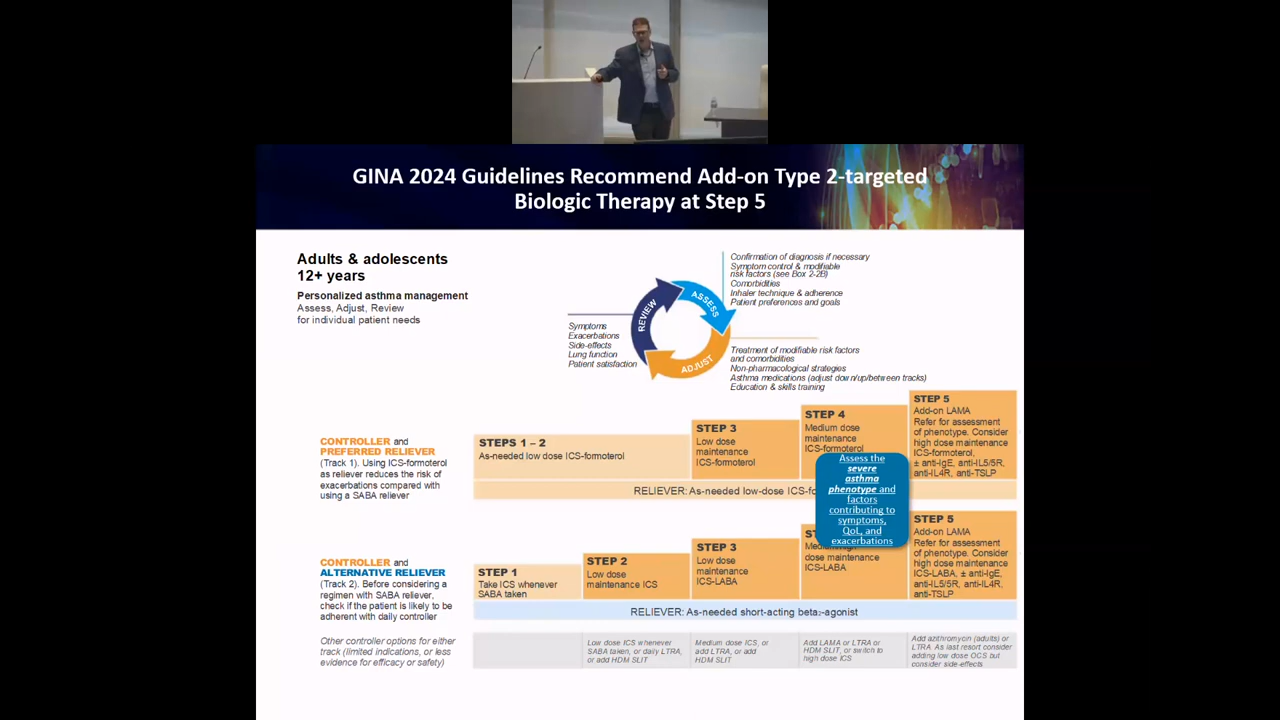 GINA 2024 Guidelines Recommend Add-on Type 2-targeted
Biologic Therapy at Step 5
Adults & adolescents
12+ years
Personalized asthma management
Assess, Adjust, Review
for individual patient needs
REVIEW
ASSESS
ADJUST
Confirmation of diagnosis if necessary
Symptom control & modifiable
risk factors (see Box 2-2B)
Comorbidities
Inhaler technique & adherence
Patient preferences and goals
Symptoms
Exacerbations
Side-effects
Lung function
Patient satisfaction
Treatment of modifiable risk factors
and comorbidities
Non-pharmacological strategies
Asthma medications (adjust down/up/between tracks)
Education & skills training
CONTROLLER and
PREFERRED RELIEVER
(Track 1). Using ICS-formoterol
as reliever reduces the risk of
exacerbations compared with
using a SABA reliever
STEPS 1 – 2
As-needed low dose ICS-formoterol
STEP 3
Low dose
maintenance
ICS-formoterol
STEP 4
Medium dose
maintenance
ICS-formoterol
STEP 5
Add-on LAMA
Refer for assessment
of phenotype. Consider
high dose maintenance
ICS-formoterol,
± anti-IgE, anti-IL5/5R,
anti-IL4R, anti-TSLP
RELIEVER: As-needed low-dose ICS-fo
Assess the
severe
asthma
phenotype and
factors
contributing to
symptoms,
QoL, and
exacerbations
CONTROLLER and
ALTERNATIVE RELIEVER
(Track 2). Before considering a
regimen with SABA reliever,
check if the patient is likely to be
adherent with daily controller
STEP 1
Take ICS whenever
SABA taken
STEP 2
Low dose
maintenance ICS
STEP 3
Low dose
maintenance
ICS-LABA
dose maintenance
ICS-LABA
STEP 5
Add-on LAMA
Refer for assessment
of phenotype. Consider
high dose maintenance
ICS-LABA, ± anti-IgE,
anti-IL5/5R, anti-IL4R,
anti-TSLP
RELIEVER: As-needed short-acting beta₂-agonist
Other controller options for either
track (limited indications, or less
evidence for efficacy or safety)
Low dose ICS whenever
SABA taken, or daily LTRA,
or add HDM SLIT
Medium dose ICS, or
add LTRA, or add
HDM SLIT
Add LAMA or LTRA or
HDM SLIT, or switch to
high dose ICS
Add azithromycin (adults) or
LTRA. As last resort consider
adding low dose OCS but
consider side-effects